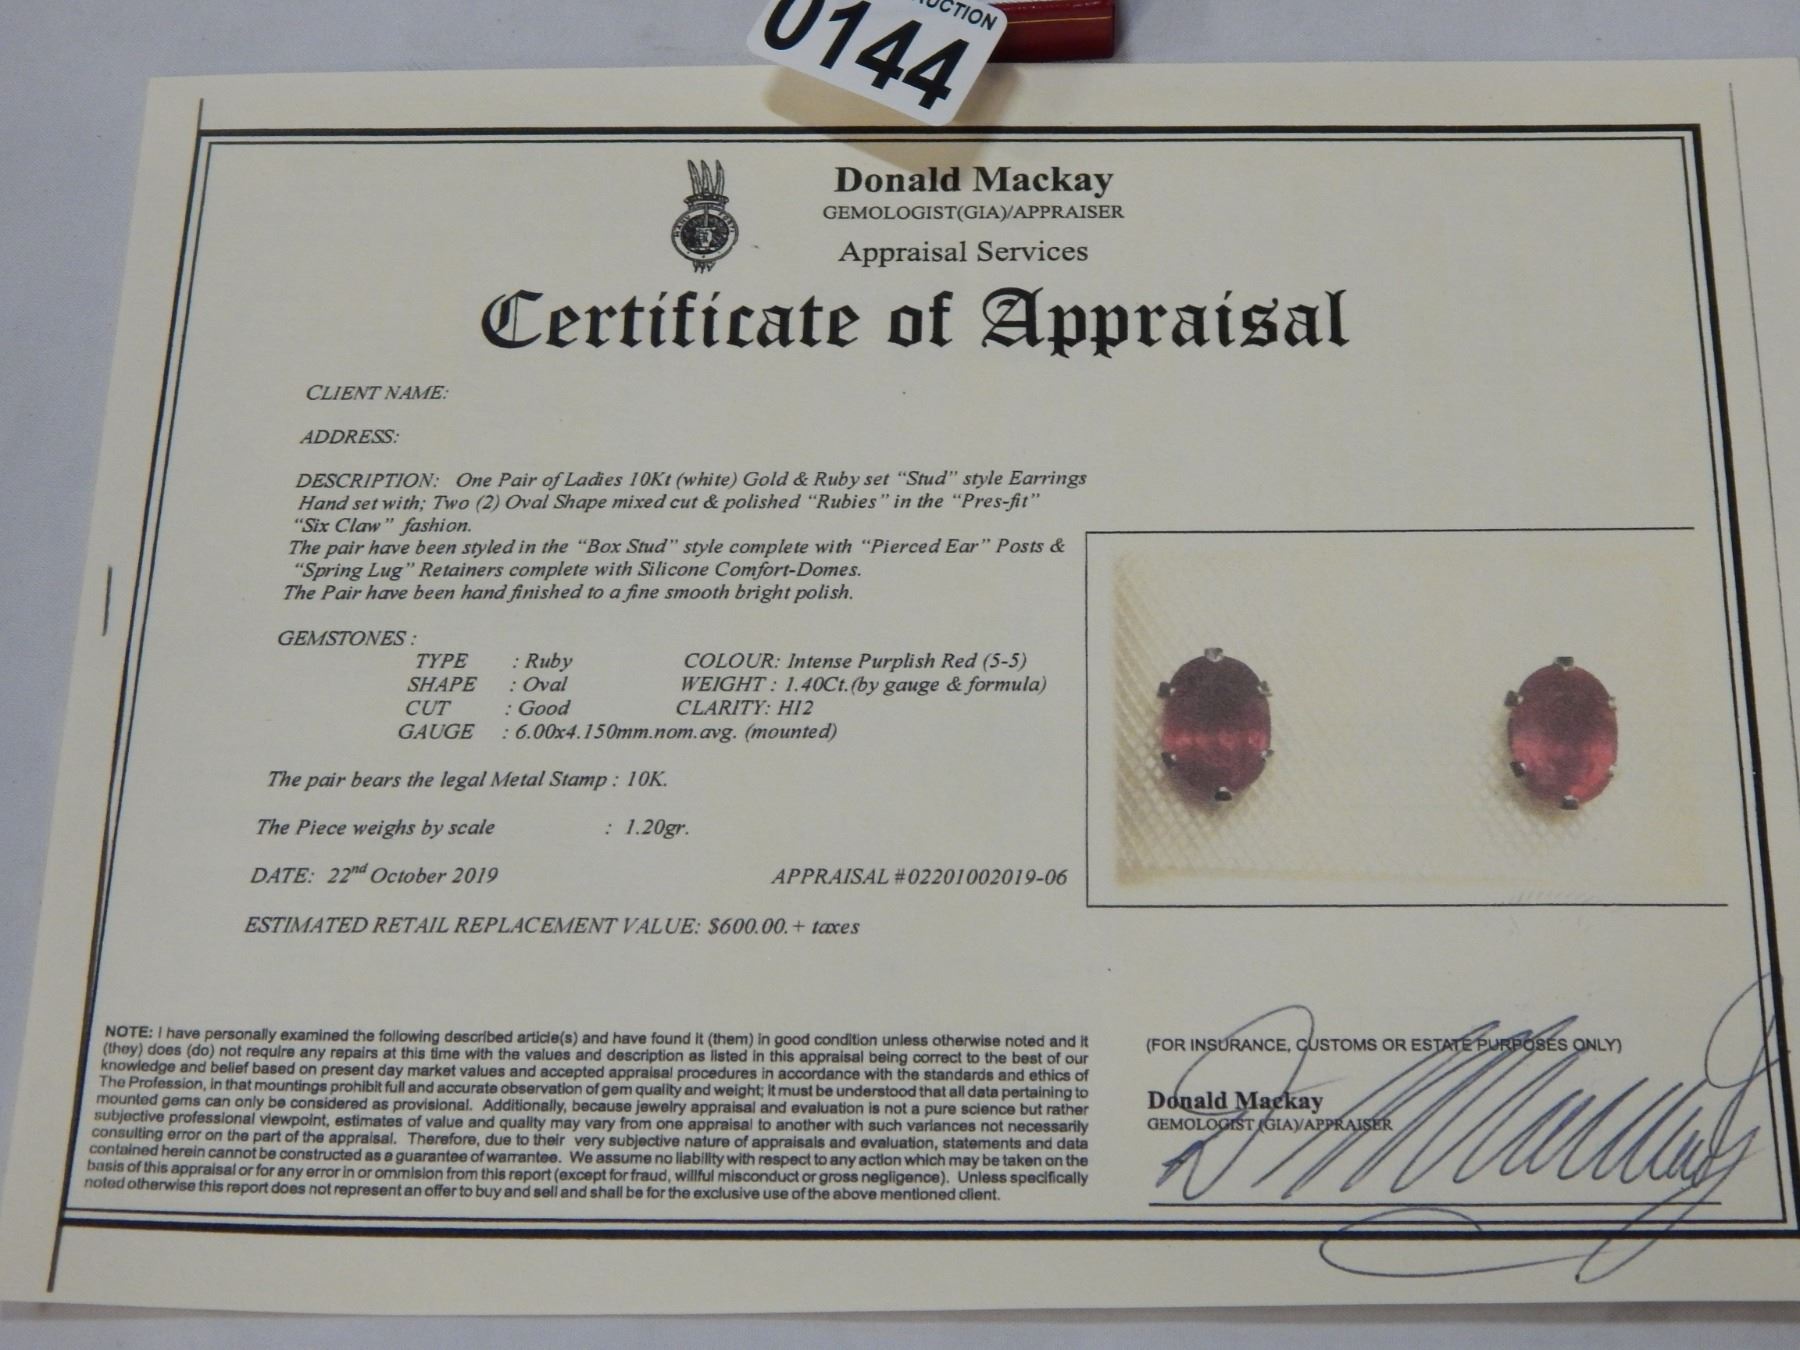 0144
Donald Mackay
GEMOLOGIST(GIA)/APPRAISER
Appraisal Services
Certificate of Appraisal
CLIENT NAME:
ADDRESS:
DESCRIPTION: One Pair of Ladies 10Kt (white) Gold & Ruby set "Stud" style Earrings
Hand set with; Two (2) Oval Shape mixed cut & polished "Rubies" in the "Pres-fit"
"Six Claw" fashion.
The pair have been styled in the "Box Stud" style complete with "Pierced Ear" Posts &
"Spring Lug" Retainers complete with Silicone Comfort-Domes.
The Pair have been hand finished to a fine smooth bright polish.
GEMSTONES :
TYPE : Ruby COLOUR: Intense Purplish Red (5-5)
SHAPE : Oval WEIGHT : 1.40Ct. (by gauge & formula)
CUT : Good CLARITY: HI2
GAUGE : 6.00x4.150mm.nom.avg. (mounted)
The pair bears the legal Metal Stamp : 10K.
The Piece weighs by scale : 1.20gr.
DATE: 22nd October 2019 APPRAISAL #02201002019-06
ESTIMATED RETAIL REPLACEMENT VALUE: $600.00.+ taxes
NOTE: I have personally examined the following described article(s) and have found it (them) in good condition unless otherwise noted and it
(they) does (do) not require any repairs at this time with the values and description as listed in this appraisal being correct to the best of our
knowledge and belief based on present day market values and accepted appraisal procedures in accordance with the standards and ethics of
The Profession, in that mountings prohibit full and accurate observation of gem quality and weight; It must be understood that all data pertaining to
mounted gems can only be considered as provisional. Additionally, because jewelry appraisal and evaluation is not a pure science but rather
subjective professional viewpoint, estimates of value and quality may vary from one appraisal to another with such variances not necessarily
consulting error on the part of the appraisal. Therefore, due to their very subjective nature of appraisals and evaluation, statements and data
contained herein cannot be constructed as a guarantee of warrantee. We assume no liability with respect to any action which may be taken on the
basis of this appraisal or for any error in or ommision from this report (except for fraud, willful misconduct or gross negligence). Unless specifically
noted otherwise this report does not represent an offer to buy and sell and shall be for the exclusive use of the above mentioned client.
(FOR INSURANCE, CUSTOMS OR ESTATE PURPOSES ONLY)
Donald Mackay
GEMOLOGIST (GIA)/APPRAISER